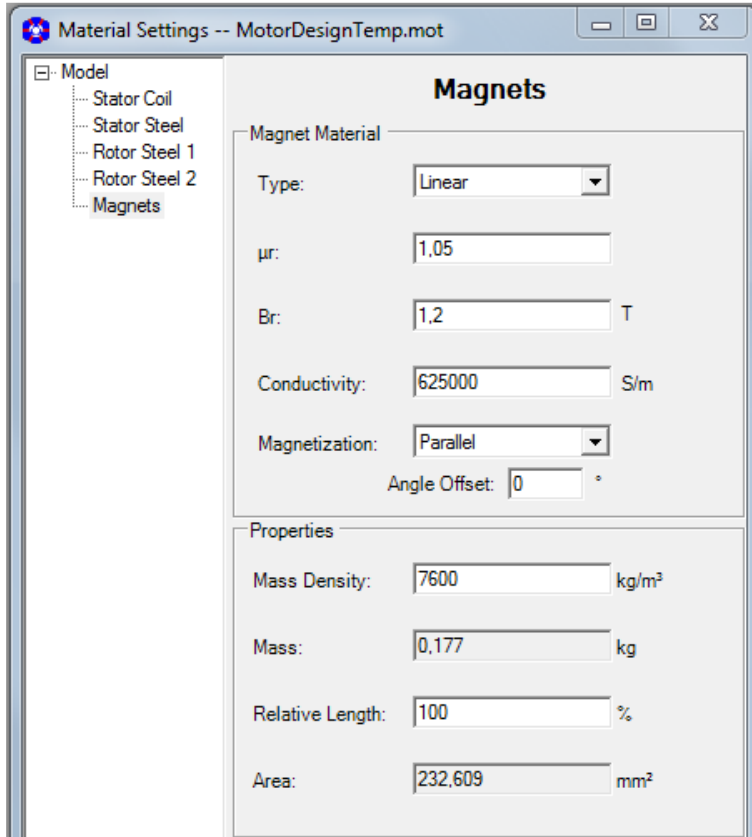 Material Settings -- MotorDesignTemp.mot
Model
Stator Coil
Stator Steel
Rotor Steel 1
Rotor Steel 2
Magnets
Magnets
Magnet Material
Type: Linear
µr: 1,05
Br: 1,2 T
Conductivity: 625000 S/m
Magnetization: Parallel
Angle Offset: 0 °
Properties
Mass Density: 7600 kg/m³
Mass: 0,177 kg
Relative Length: 100 %
Area: 232,609 mm²